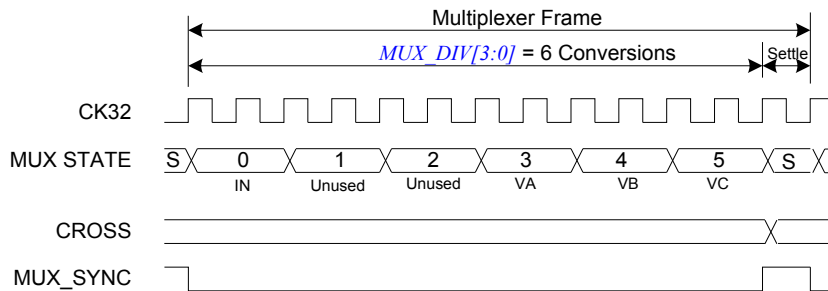 Multiplexer Frame
MUX_DIV[3:0] = 6 Conversions
Settle
CK32
MUX STATE
S 0 1 2 3 4 5 S
IN Unused Unused VA VB VC
CROSS
MUX_SYNC